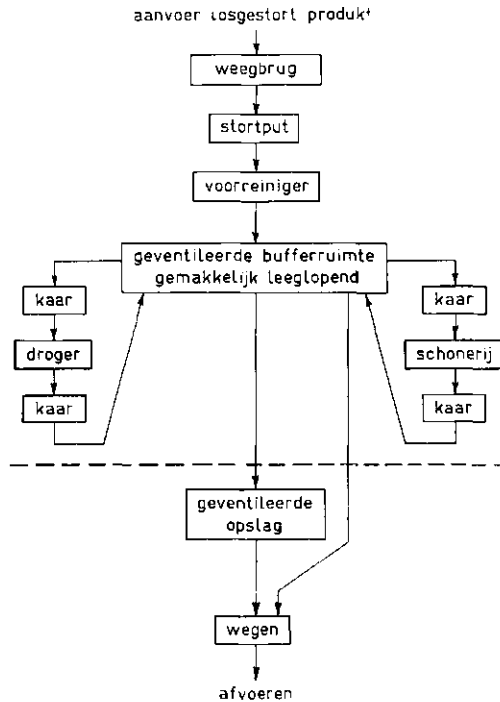 aanvoer losgestort produkt
weegbrug
stortput
voorreiniger
geventileerde bufferruimte
gemakkelijk leeglopend
kaar
kaar
droger
schonerij
kaar
kaar
geventileerde
opslag
wegen
afvoeren